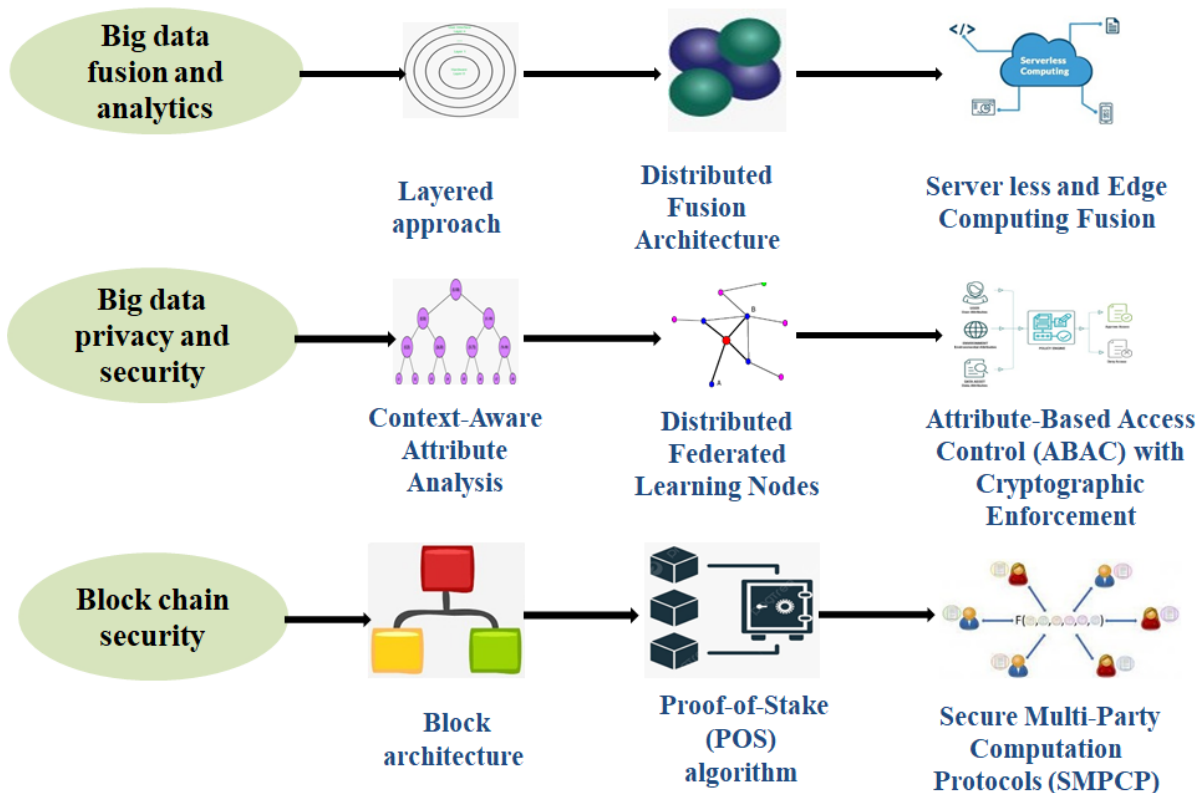 Big data
fusion and
analytics
</>
Serverless
Computing
Layered
approach
Distributed
Fusion
Architecture
Server less and Edge
Computing Fusion
Big data
privacy and
security
B
A
POLICY ENGINE
Context-Aware
Attribute
Analysis
Distributed
Federated
Learning Nodes
Attribute-Based Access
Control (ABAC) with
Cryptographic
Enforcement
Block chain
security
Block
architecture
Proof-of-Stake
(POS)
algorithm
Secure Multi-Party
Computation
Protocols (SMPCP)